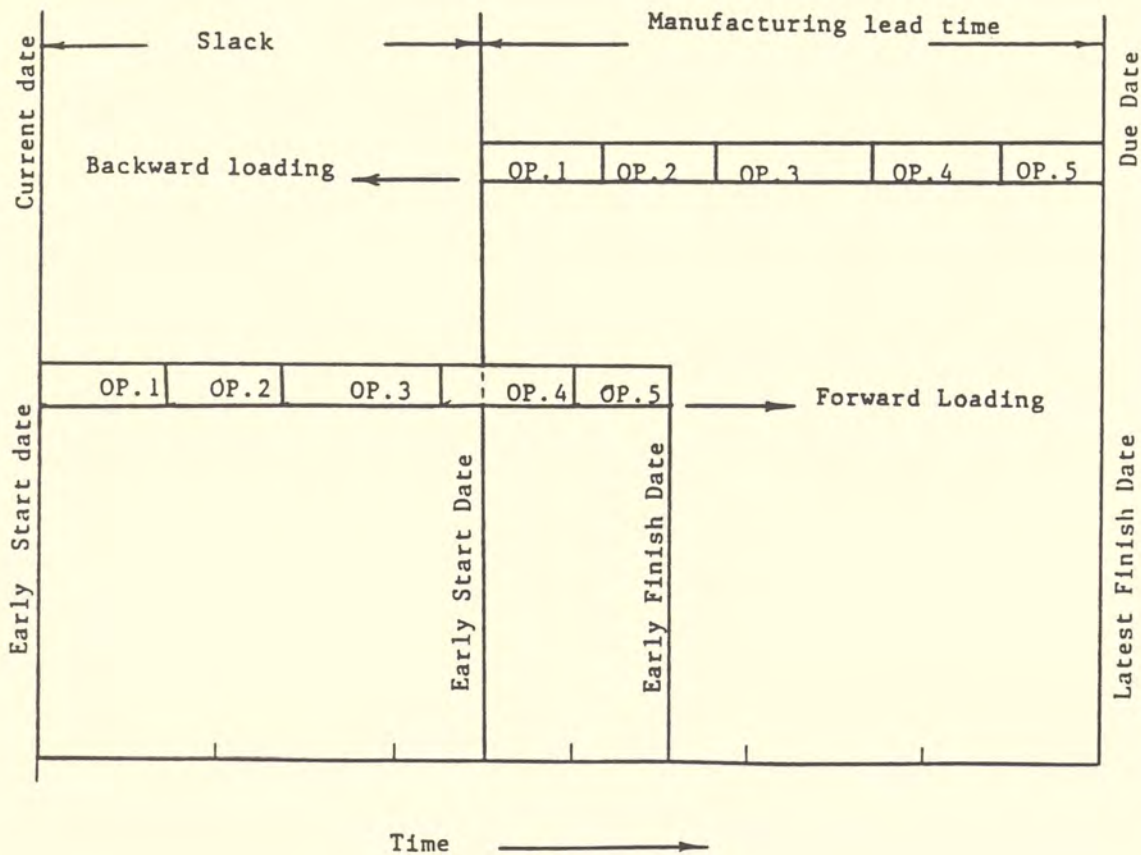 Slack
Manufacturing lead time
Current date
Due Date
Backward loading
OP.1 OP.2 OP.3 OP.4 OP.5
OP.1 OP.2 OP.3 OP.4 OP.5
Forward Loading
Early Start date
Early Start Date
Early Finish Date
Latest Finish Date
Time